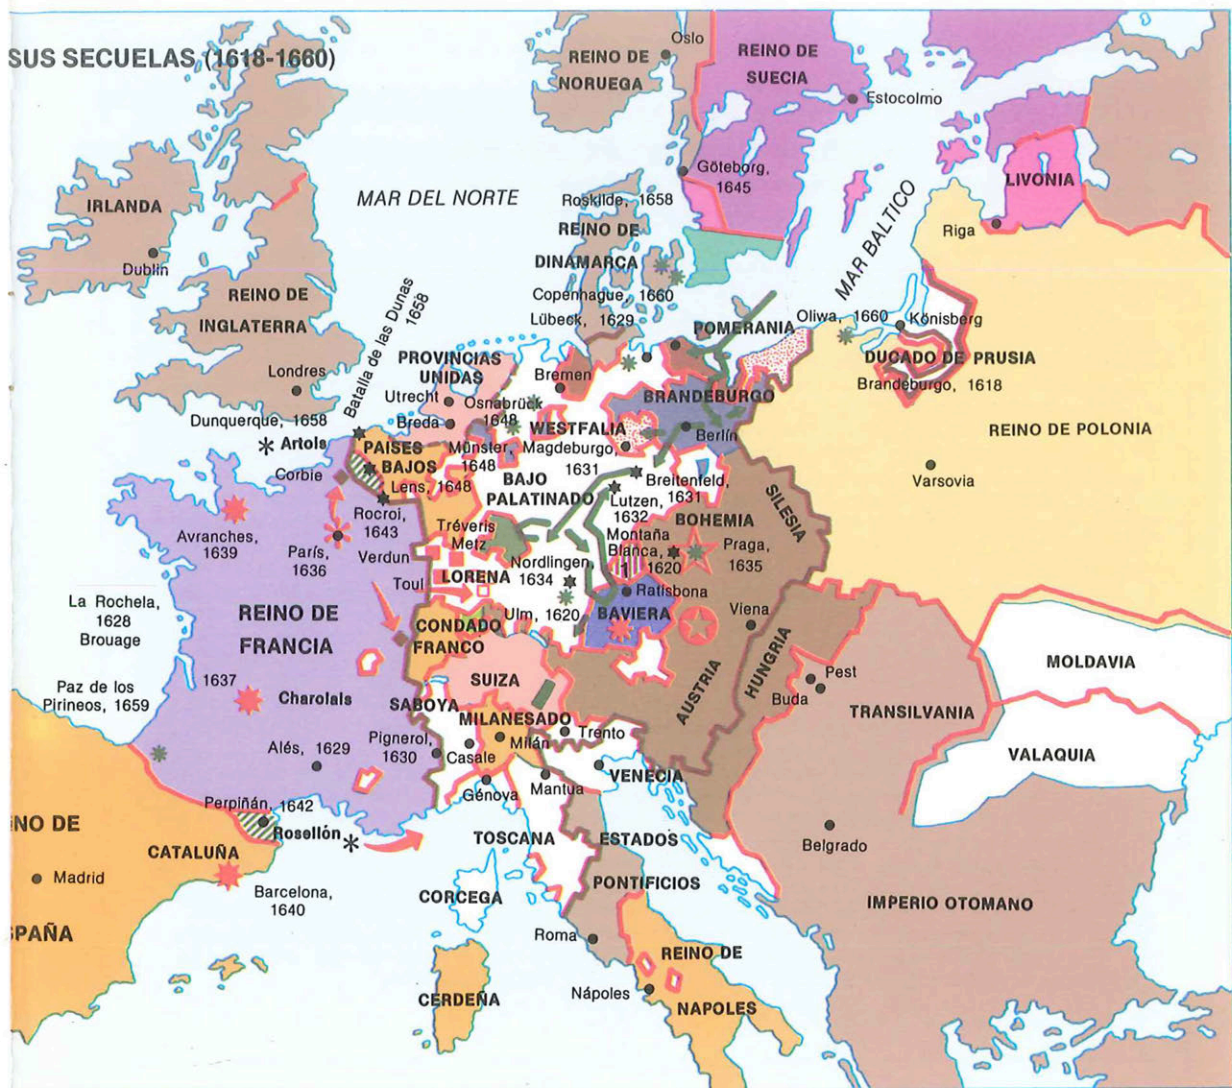 SUS SECUELAS (1618-1660)
REINO DE
NORUEGA
Oslo
REINO DE
SUECIA
Estocolmo
Göteborg,
1645
LIVONIA
Riga
IRLANDA
Dublin
MAR DEL NORTE
Roskilde, 1658
REINO DE
DINAMARCA
Copenhague, 1660
Lübeck, 1629
MAR BALTICO
REINO DE
INGLATERRA
Londres
Batalla de las Dunas
1658
Dunquerque, 1658
Artols
PROVINCIAS
UNIDAS
Utrecht
Breda
Osnabrück
1648
Bremen
POMERANIA
Oliwa, 1660
Könisberg
DUCADO DE PRUSIA
Brandeburgo, 1618
BRANDEBURGO
Berlín
REINO DE POLONIA
Varsovia
WESTFALIA
Münster,
1648
Magdeburgo,
1631
PAISES
BAJOS
Corbie
Lens, 1648
Rocroi,
1643
BAJO
PALATINADO
Breitenfeld,
1631
Lutzen,
1632
SILESIA
BOHEMIA
Montaña
Blanca,
1620
1
Praga,
1635
Avranches,
1639
París,
1636
Verdun
Tréveris
Metz
Toul
LORENA
Nordlingen,
1634
Ratisbona
Ulm, 1620
BAVIERA
Viena
La Rochela,
1628
Brouage
REINO DE
FRANCIA
CONDADO
FRANCO
HUNGRIA
AUSTRIA
MOLDAVIA
Pest
Buda
TRANSILVANIA
Paz de los
Pirineos, 1659
1637
Charolals
SUIZA
SABOYA
MILANESADO
Milán
Trento
VALAQUIA
Alés, 1629
Pignerol,
1630
Casale
Génova
Mantua
VENECIA
Perpiñán, 1642
Rosellón
TOSCANA
ESTADOS
PONTIFICIOS
Belgrado
INO DE
SPAÑA
Madrid
CATALUÑA
Barcelona,
1640
CORCEGA
CERDEÑA
Roma
REINO DE
NAPOLES
Nápoles
IMPERIO OTOMANO